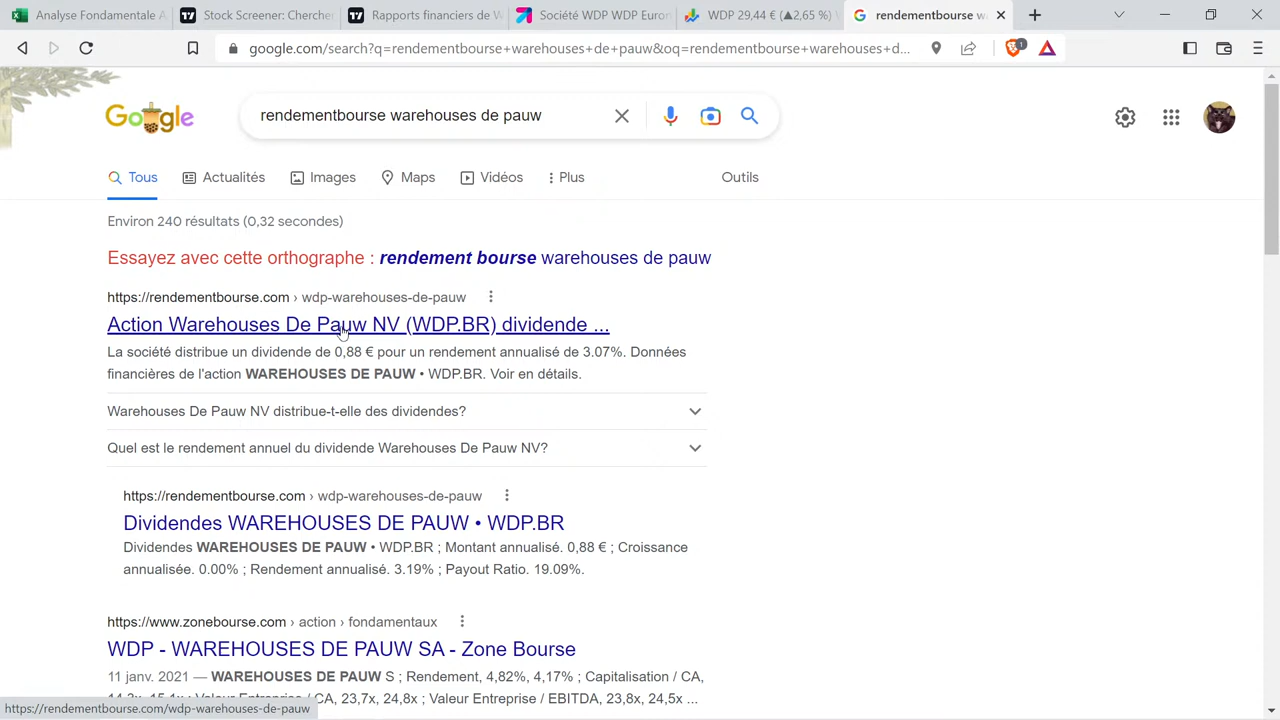 Analyse Fondamentale A
Stock Screener: Chercher
Rapports financiers de W
Société WDP WDP Euron
WDP 29,44 € (▲2,65 %) W
rendementbourse wa
google.com/search?q=rendementbourse+warehouses+de+pauw&oq=rendementbourse+warehouses+d...
1
Google
rendementbourse warehouses de pauw
Tous
Actualités
Images
Maps
Vidéos
Plus
Outils
Environ 240 résultats (0,32 secondes)
Essayez avec cette orthographe : rendement bourse warehouses de pauw
https://rendementbourse.com › wdp-warehouses-de-pauw
Action Warehouses De Pauw NV (WDP.BR) dividende ...
La société distribue un dividende de 0,88 € pour un rendement annualisé de 3.07%. Données
financières de l'action WAREHOUSES DE PAUW • WDP.BR. Voir en détails.
Warehouses De Pauw NV distribue-t-elle des dividendes?
Quel est le rendement annuel du dividende Warehouses De Pauw NV?
https://rendementbourse.com › wdp-warehouses-de-pauw
Dividendes WAREHOUSES DE PAUW • WDP.BR
Dividendes WAREHOUSES DE PAUW • WDP.BR ; Montant annualisé. 0,88 € ; Croissance
annualisée. 0.00% ; Rendement annualisé. 3.19% ; Payout Ratio. 19.09%.
https://www.zonebourse.com › action › fondamentaux
WDP - WAREHOUSES DE PAUW SA - Zone Bourse
11 janv. 2021 — WAREHOUSES DE PAUW S ; Rendement, 4,82%, 4,17% ; Capitalisation / CA,
14,3x, 15,1x ; Valeur Entreprise / CA, 23,7x, 24,8x ; Valeur Entreprise / EBITDA, 23,8x, 24,5x ...
https://rendementbourse.com/wdp-warehouses-de-pauw